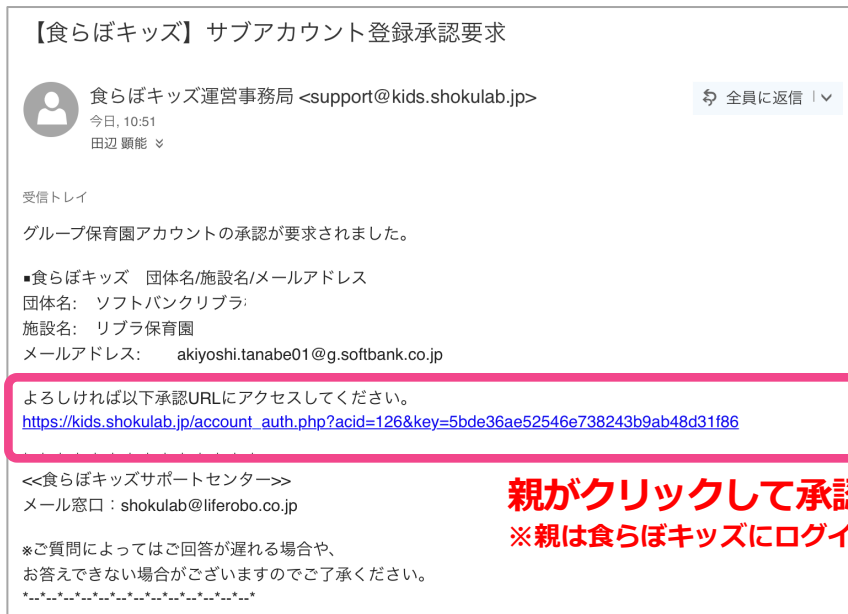 【食らぼキッズ】サブアカウント登録承認要求
食らぼキッズ運営事務局 <support@kids.shokulab.jp>
全員に返信
今日, 10:51
田辺 顕能
受信トレイ
グループ保育園アカウントの承認が要求されました。
■食らぼキッズ　団体名/施設名/メールアドレス
団体名:　ソフトバンクリブラ
施設名:　リブラ保育園
メールアドレス:　　akiyoshi.tanabe01@g.softbank.co.jp
よろしければ以下承認URLにアクセスしてください。
https://kids.shokulab.jp/account_auth.php?acid=126&key=5bde36ae52546e738243b9ab48d31f86
<<食らぼキッズサポートセンター>>
メール窓口：shokulab@liferobo.co.jp
親がクリックして承認
※親は食らぼキッズにログイ
※ご質問によってはご回答が遅れる場合や、
お答えできない場合がございますのでご了承ください。
*--*--*--*--*--*--*--*--*--*--*--*--*--*